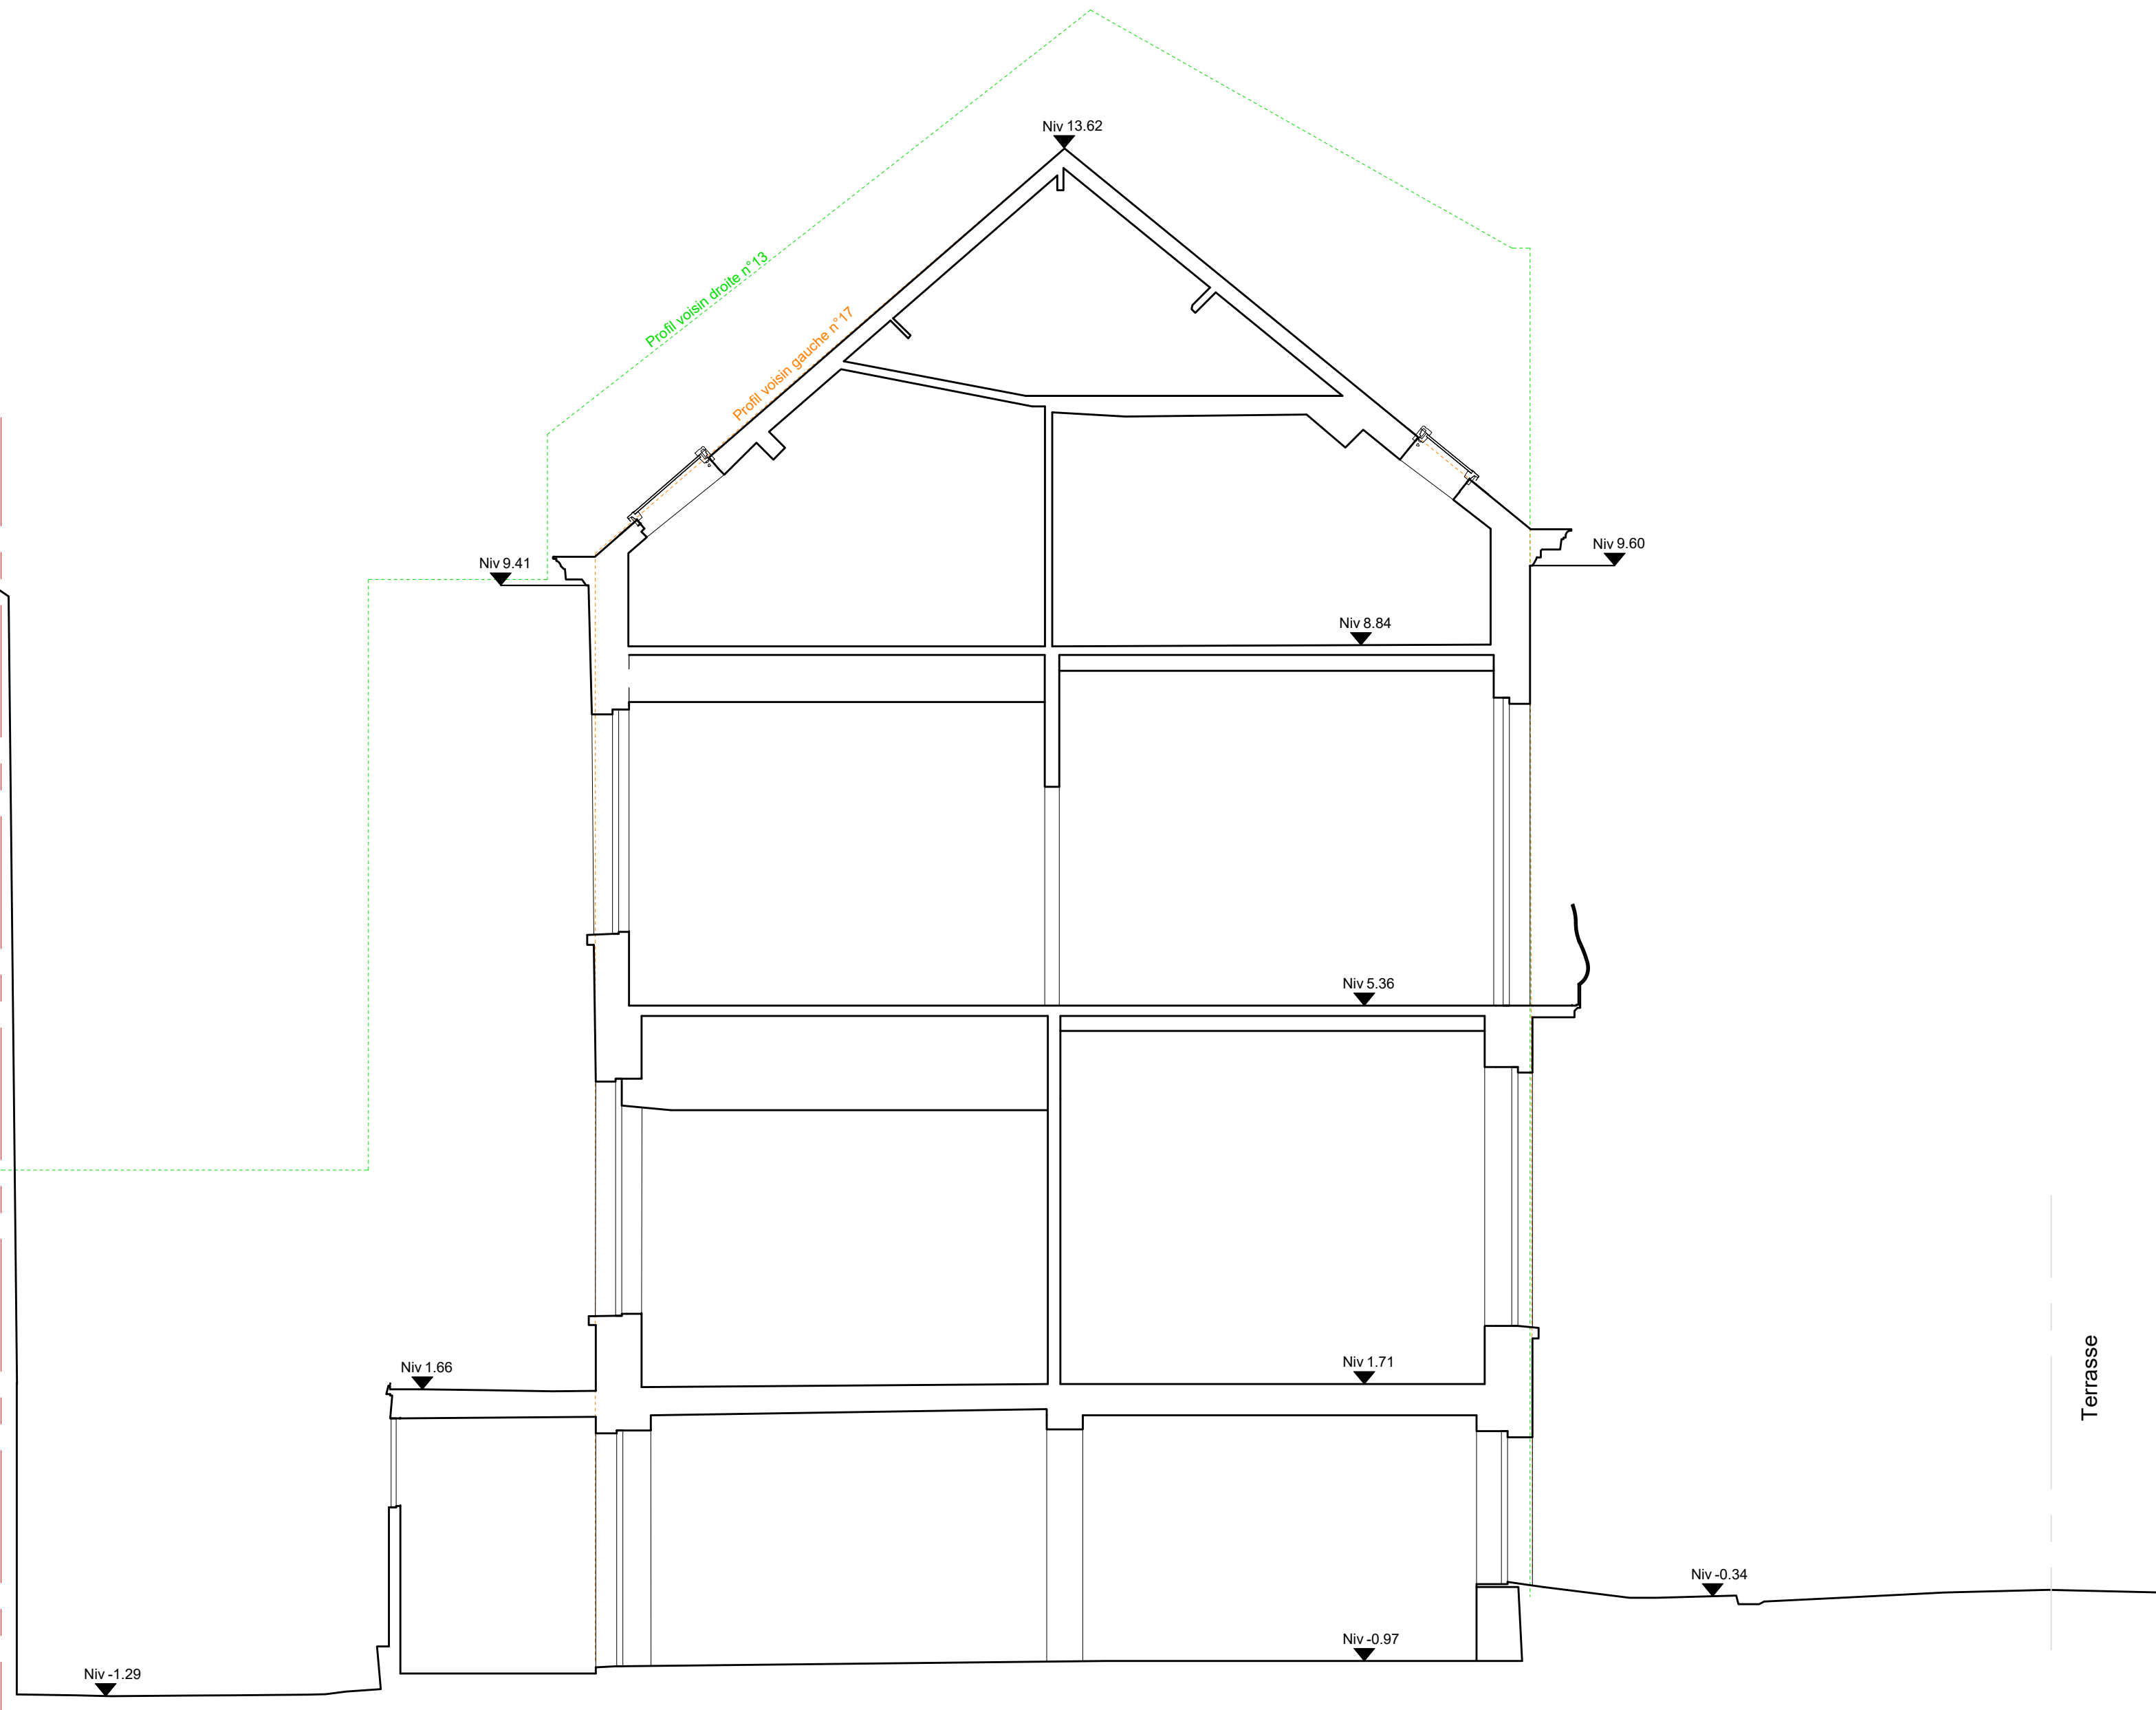 Niv 13.62
Profil voisin droite n°13
Profil voisin gauche n°17
Niv 9.41
Niv 9.60
Niv 8.84
Niv 5.36
Niv 1.66
Niv 1.71
Terrasse
Niv -0.34
Niv -0.97
Niv -1.29